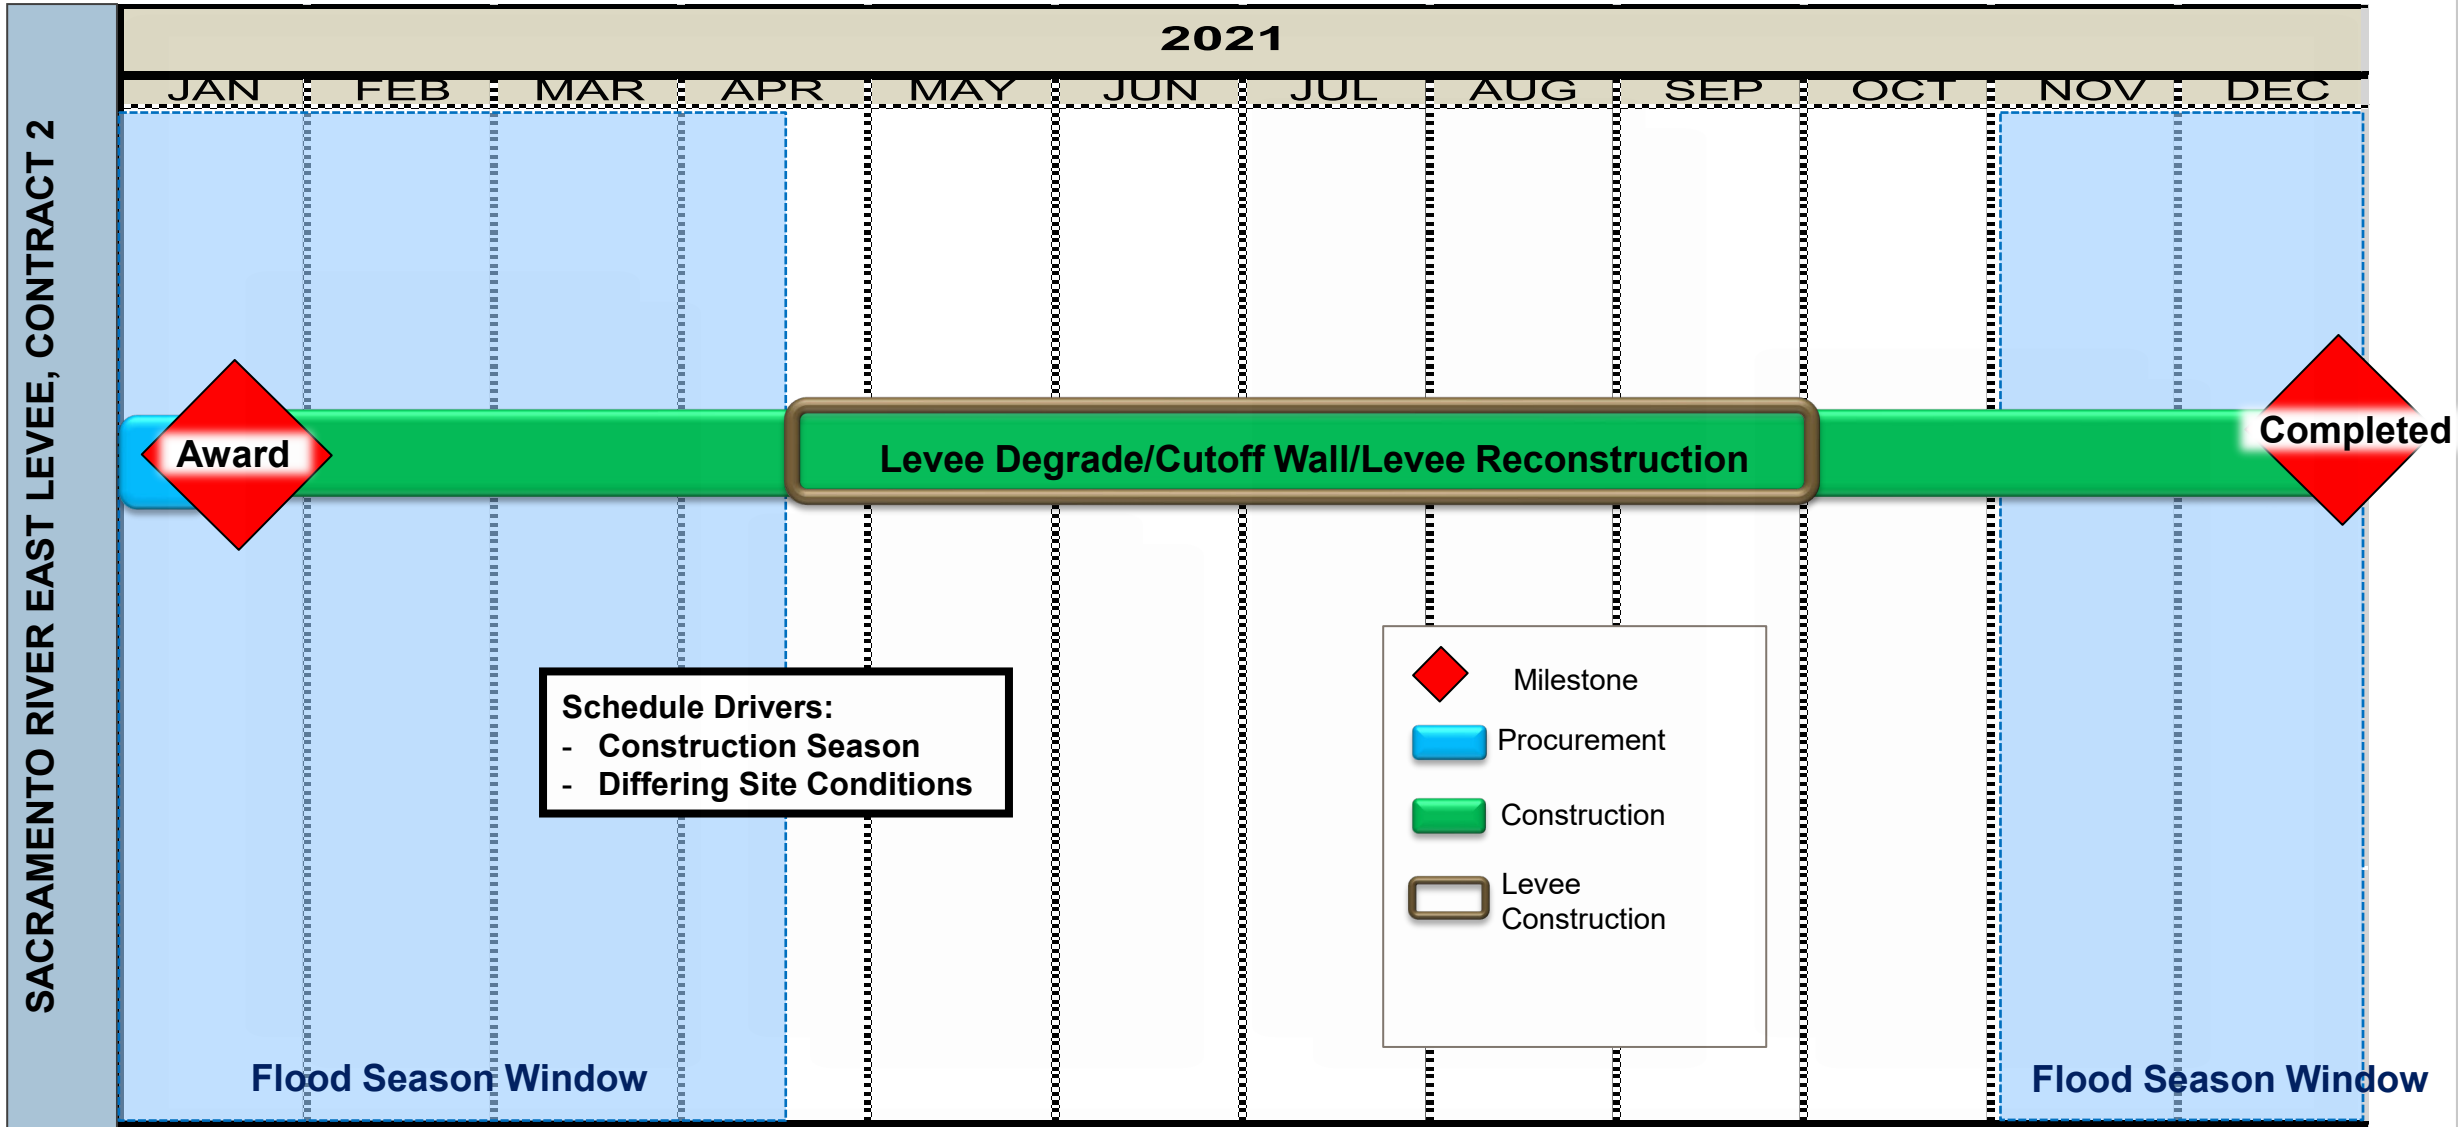 SACRAMENTO RIVER EAST LEVEE, CONTRACT 2
2021
JAN FEB MAR APR MAY JUN JUL AUG SEP OCT NOV DEC
Award
Levee Degrade/Cutoff Wall/Levee Reconstruction
Completed
Schedule Drivers:
- Construction Season
- Differing Site Conditions
Milestone
Procurement
Construction
Levee
Construction
Flood Season Window
Flood Season Window